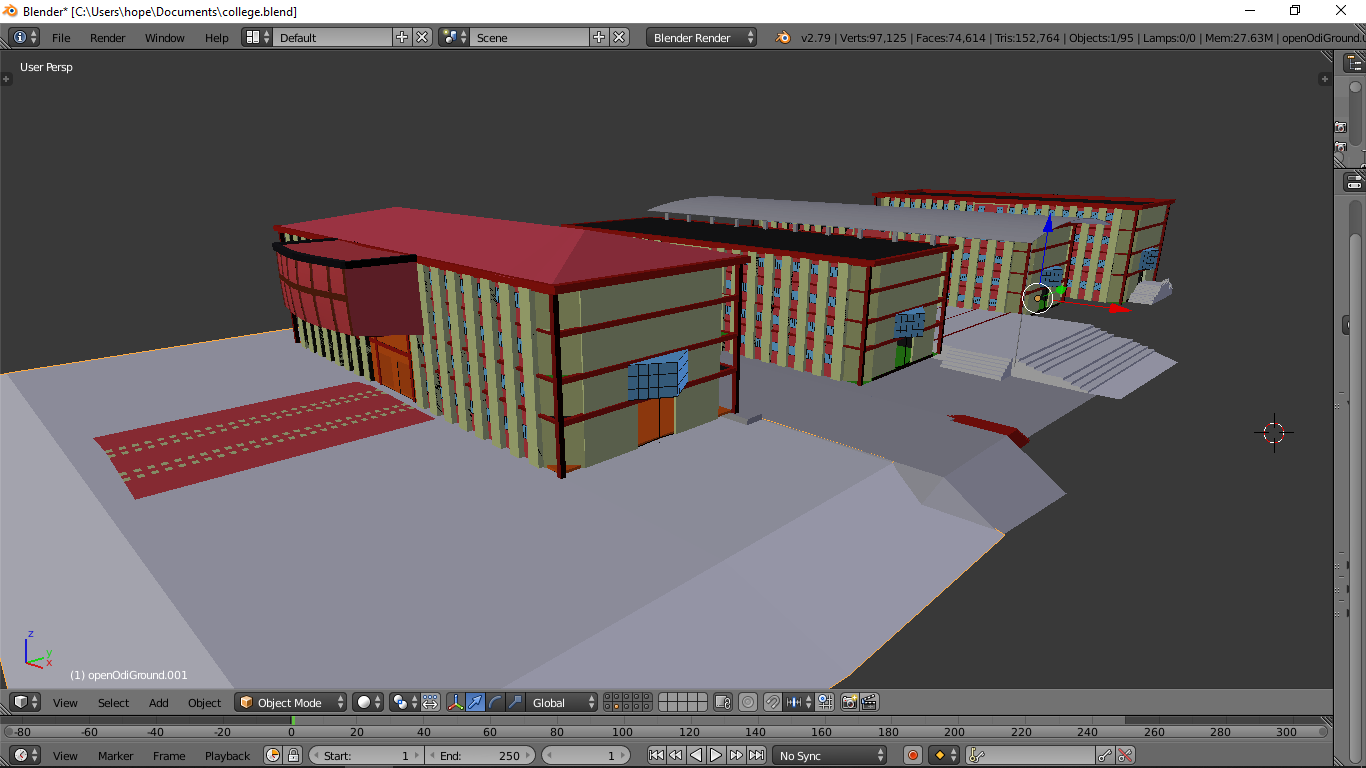 Blender* [C:\Users\hope\Documents\college.blend]
File Render Window Help Default Scene Blender Render v2.79 | Verts:97,125 | Faces:74,614 | Tris:152,764 | Objects:1/95 | Lamps:0/0 | Mem:27.63M | openOdiGround.
User Persp
z
y
x
(1) openOdiGround.001
View Select Add Object Object Mode Global
-80 -60 -40 -20 0 20 40 60 80 100 120 140 160 180 200 220 240 260 280 300
View Marker Frame Playback Start: 1 End: 250 1 No Sync